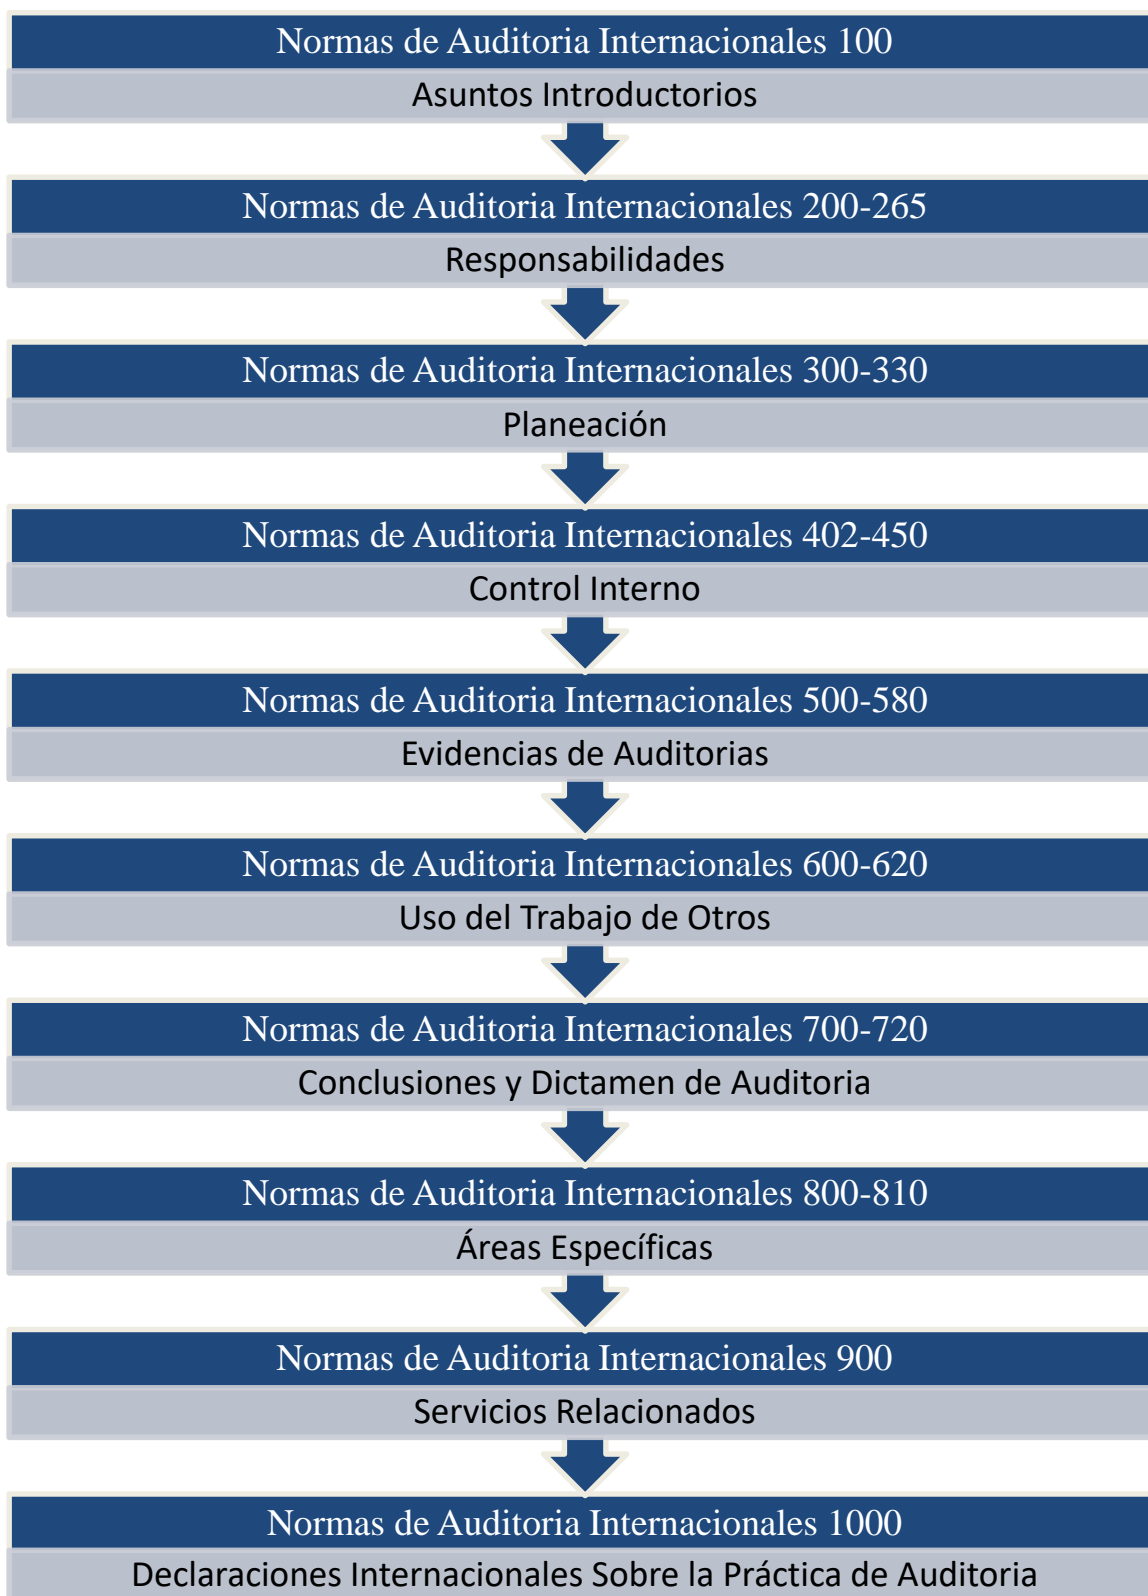 Normas de Auditoria Internacionales 100
Asuntos Introductorios
Normas de Auditoria Internacionales 200-265
Responsabilidades
Normas de Auditoria Internacionales 300-330
Planeación
Normas de Auditoria Internacionales 402-450
Control Interno
Normas de Auditoria Internacionales 500-580
Evidencias de Auditorias
Normas de Auditoria Internacionales 600-620
Uso del Trabajo de Otros
Normas de Auditoria Internacionales 700-720
Conclusiones y Dictamen de Auditoria
Normas de Auditoria Internacionales 800-810
Áreas Específicas
Normas de Auditoria Internacionales 900
Servicios Relacionados
Normas de Auditoria Internacionales 1000
Declaraciones Internacionales Sobre la Práctica de Auditoria